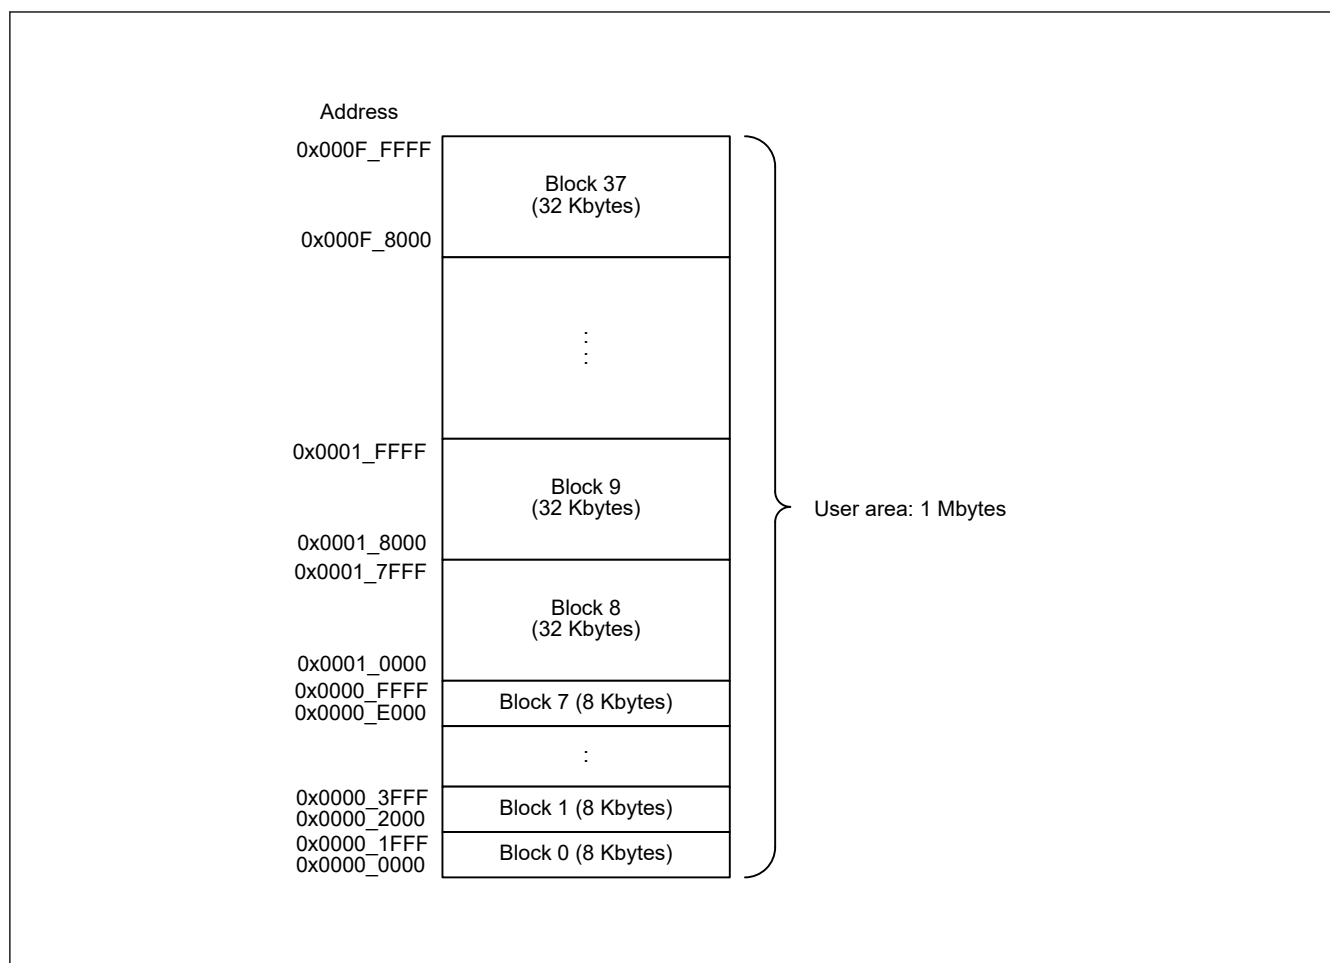 Address
0x000F_FFFF
Block 37
(32 Kbytes)
0x000F_8000
:
:
0x0001_FFFF
Block 9
(32 Kbytes)
User area: 1 Mbytes
0x0001_8000
0x0001_7FFF
Block 8
(32 Kbytes)
0x0001_0000
0x0000_FFFF
Block 7 (8 Kbytes)
0x0000_E000
:
0x0000_3FFF
Block 1 (8 Kbytes)
0x0000_2000
0x0000_1FFF
Block 0 (8 Kbytes)
0x0000_0000